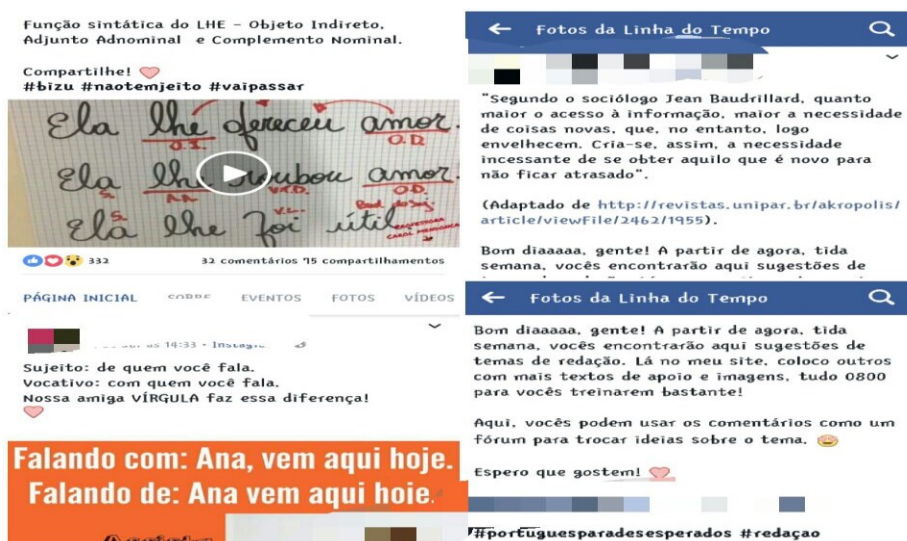 Função sintática do LHE – Objeto Indireto,
Adjunto Adnominal e Complemento Nominal.
Compartilhe!
#bizu #naotemjeito #vaipassar
Ela lhe ofereceu amor.
O.I. O.D.
Ela lhe roubou amor.
S. A.A. V.T.D. O.D.
Ela lhe foi útil
S. V.L. Pred. do Suj.
332 32 comentários 15 compartilhamentos
PÁGINA INICIAL SOBRE EVENTOS FOTOS VÍDEOS
às 14:33 •
Sujeito: de quem você fala.
Vocativo: com quem você fala.
Nossa amiga VÍRGULA faz essa diferença!
Falando com: Ana, vem aqui hoje.
Falando de: Ana vem aqui hoje.
Fotos da Linha do Tempo
"Segundo o sociólogo Jean Baudrillard, quanto
maior o acesso à informação, maior a necessidade
de coisas novas, que, no entanto, logo
envelhecem. Cria-se, assim, a necessidade
incessante de se obter aquilo que é novo para
não ficar atrasado".
(Adaptado de http://revistas.unipar.br/akropolis/
article/viewFile/2462/1955).
Bom diaaaaa, gente! A partir de agora, tida
semana, vocês encontrarão aqui sugestões de
Fotos da Linha do Tempo
Bom diaaaaa, gente! A partir de agora, tida
semana, vocês encontrarão aqui sugestões de
temas de redação. Lá no meu site, coloco outros
com mais textos de apoio e imagens, tudo 0800
para vocês treinarem bastante!
Aqui, vocês podem usar os comentários como um
fórum para trocar ideias sobre o tema.
Espero que gostem!
#portuguesparadesesperados #redaçao